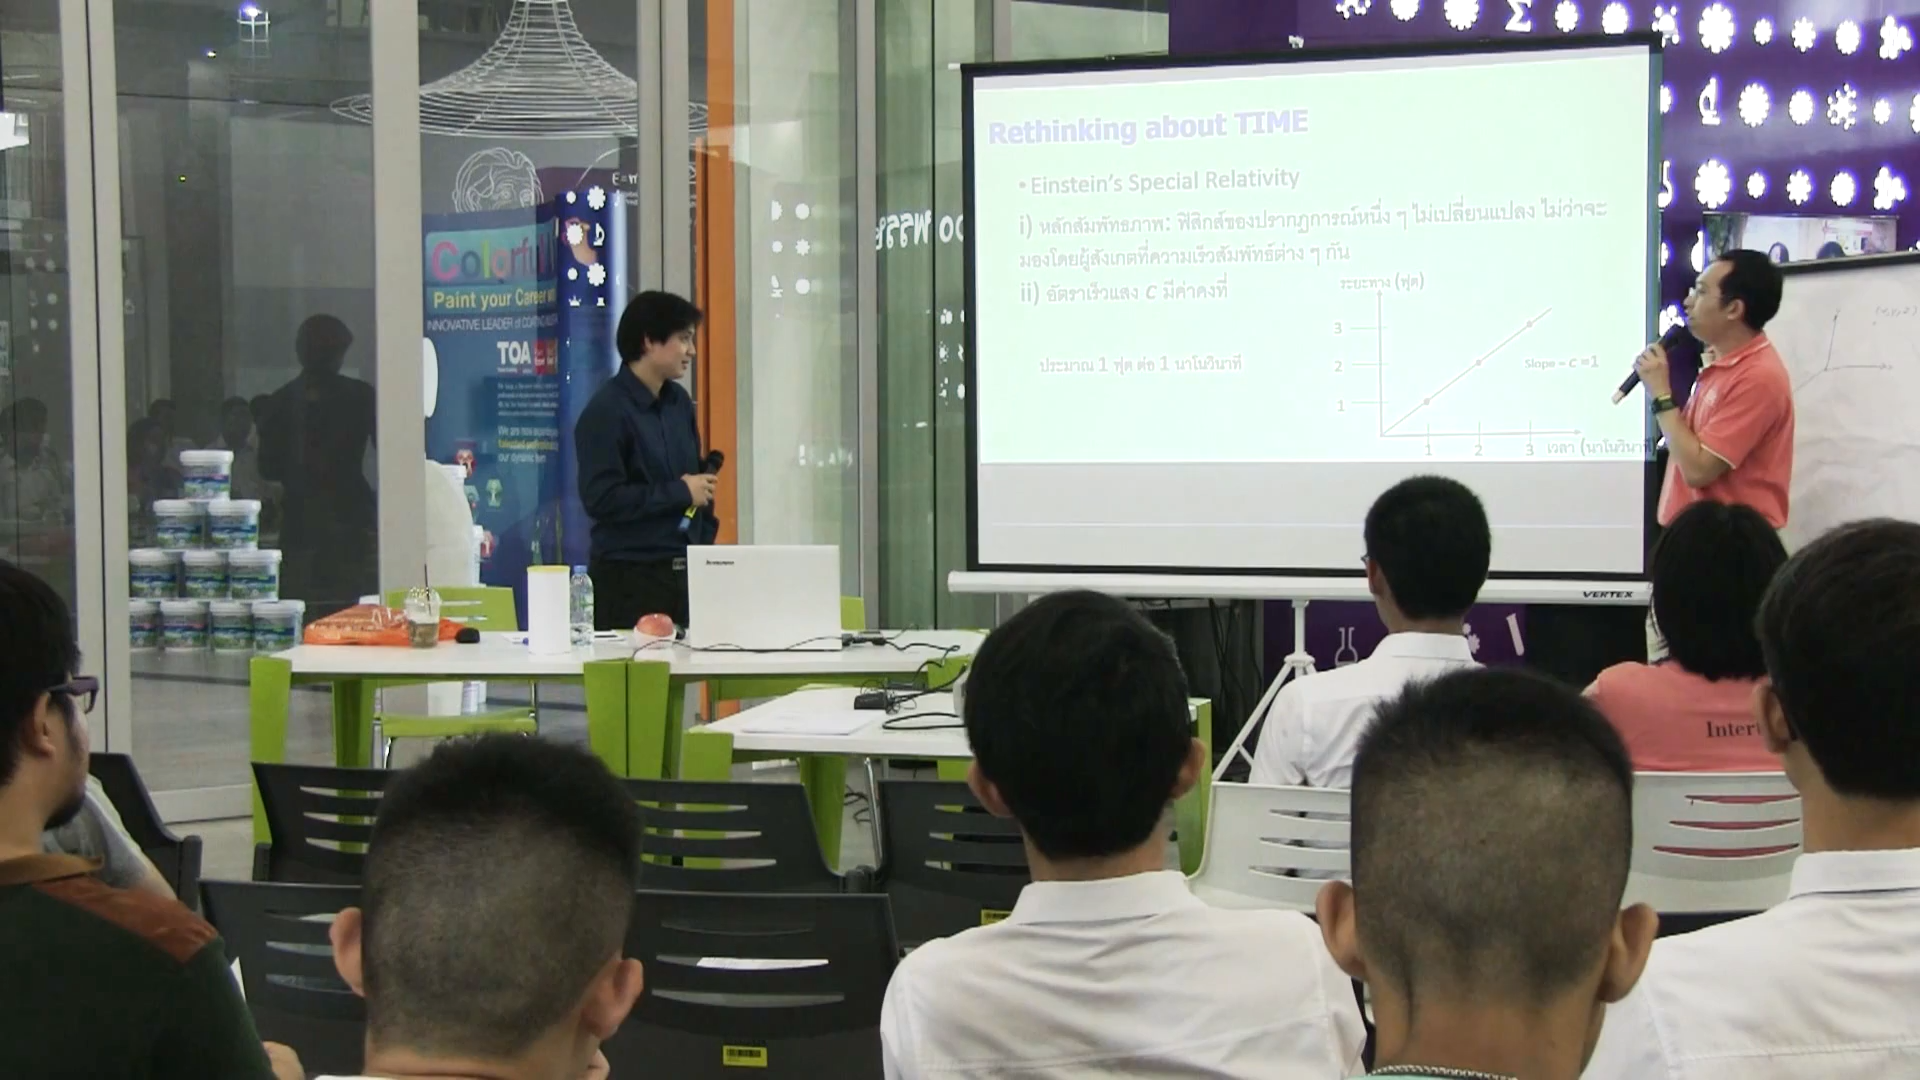 Rethinking about TIME
• Einstein's Special Relativity
i) หลักสัมพัทธภาพ: ฟิสิกส์ของปรากฏการณ์หนึ่ง ๆ ไม่เปลี่ยนแปลง ไม่ว่าจะ
มองโดยผู้สังเกตที่ความเร็วสัมพัทธ์ต่าง ๆ กัน
ii) อัตราเร็วแสง c มีค่าคงที่
ประมาณ 1 ฟุต ต่อ 1 นาโนวินาที
ระยะทาง (ฟุต)
3
2
1
Slope = c =1
1 2 3 เวลา (นาโนวินาที)
VERTEX
Colorful
Paint your Career
INNOVATIVE LEADER of COATING
TOA
We are now
talented
our dynamic team
lenovo
Inter